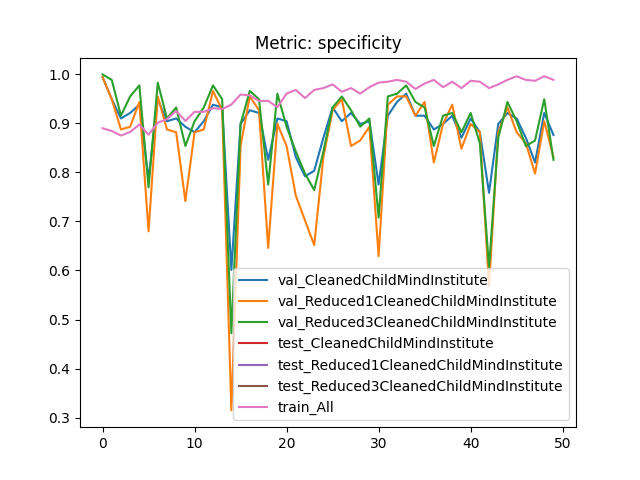 Metric: specificity
1.0
0.9
0.8
0.7
0.6
0.5
0.4
0.3
val_CleanedChildMindInstitute
val_Reduced1CleanedChildMindInstitute
val_Reduced3CleanedChildMindInstitute
test_CleanedChildMindInstitute
test_Reduced1CleanedChildMindInstitute
test_Reduced3CleanedChildMindInstitute
train_All
0 10 20 30 40 50